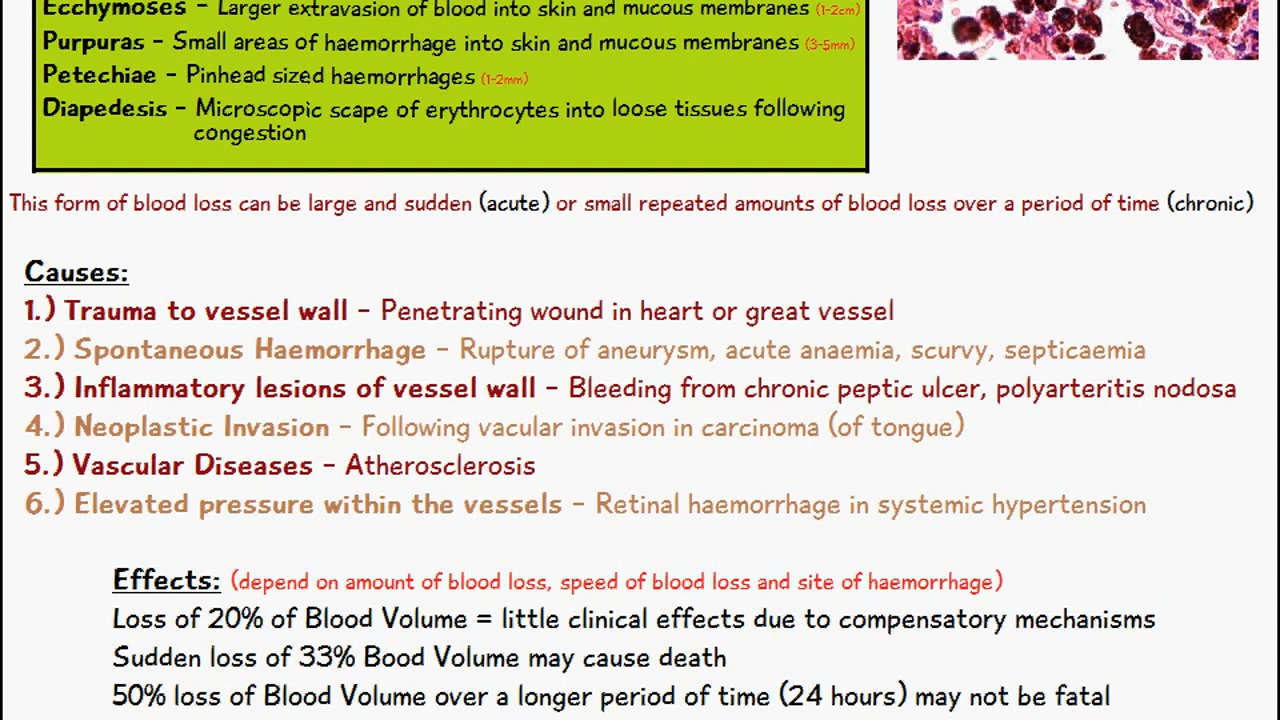 Ecchymoses - Larger extravasion of blood into skin and mucous membranes (1-2cm)
Purpuras - Small areas of haemorrhage into skin and mucous membranes (3-5mm)
Petechiae - Pinhead sized haemorrhages (1-2mm)
Diapedesis - Microscopic scape of erythrocytes into loose tissues following
congestion
This form of blood loss can be large and sudden (acute) or small repeated amounts of blood loss over a period of time (chronic)
Causes:
1.) Trauma to vessel wall - Penetrating wound in heart or great vessel
2.) Spontaneous Haemorrhage - Rupture of aneurysm, acute anaemia, scurvy, septicaemia
3.) Inflammatory lesions of vessel wall - Bleeding from chronic peptic ulcer, polyarteritis nodosa
4.) Neoplastic Invasion - Following vacular invasion in carcinoma (of tongue)
5.) Vascular Diseases - Atherosclerosis
6.) Elevated pressure within the vessels - Retinal haemorrhage in systemic hypertension
Effects: (depend on amount of blood loss, speed of blood loss and site of haemorrhage)
Loss of 20% of Blood Volume = little clinical effects due to compensatory mechanisms
Sudden loss of 33% Bood Volume may cause death
50% loss of Blood Volume over a longer period of time (24 hours) may not be fatal